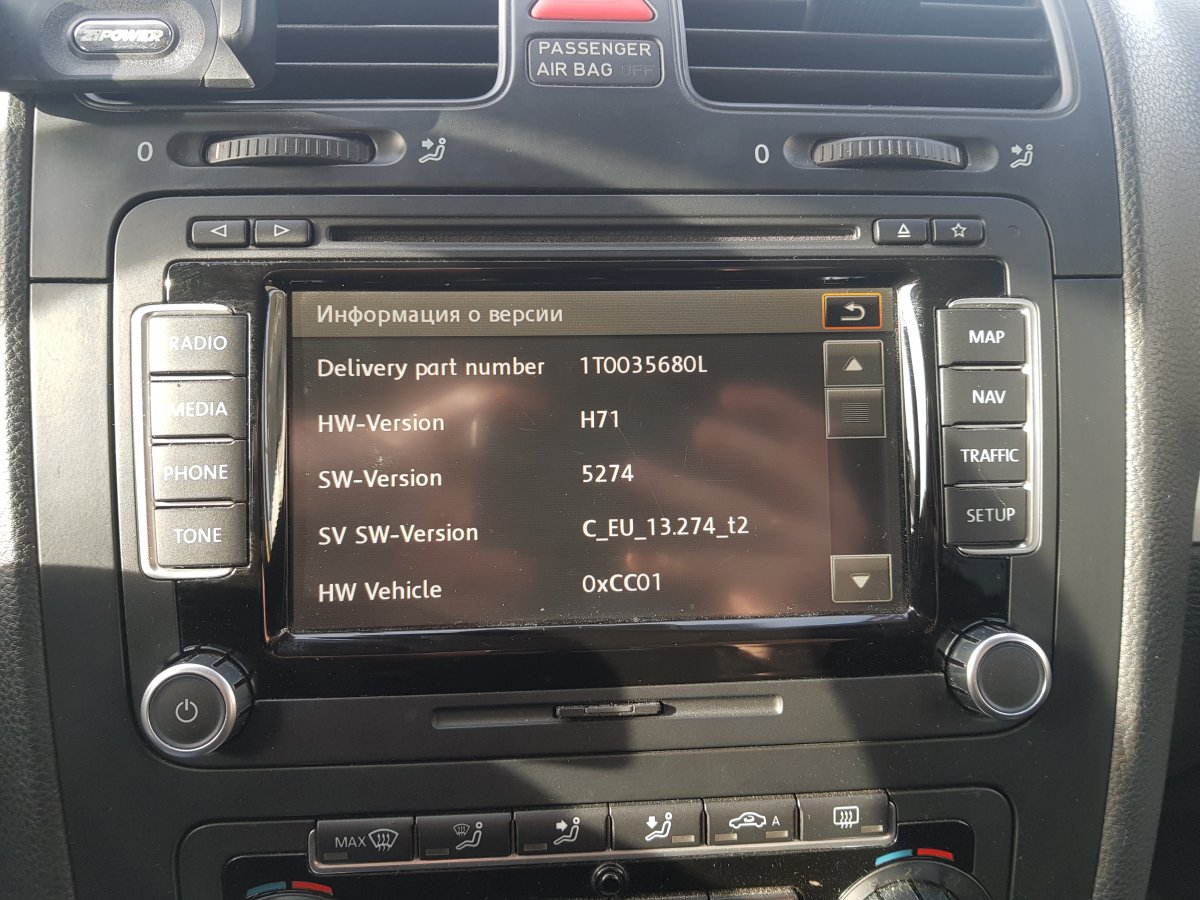 ZiPOWER
PASSENGER
AIR BAG OFF
0
0
RADIO
MEDIA
PHONE
TONE
Информация о версии
Delivery part number 1T0035680L
HW-Version H71
SW-Version 5274
SV SW-Version C_EU_13.274_t2
HW Vehicle 0xCC01
MAP
NAV
TRAFFIC
SETUP
MAX
A